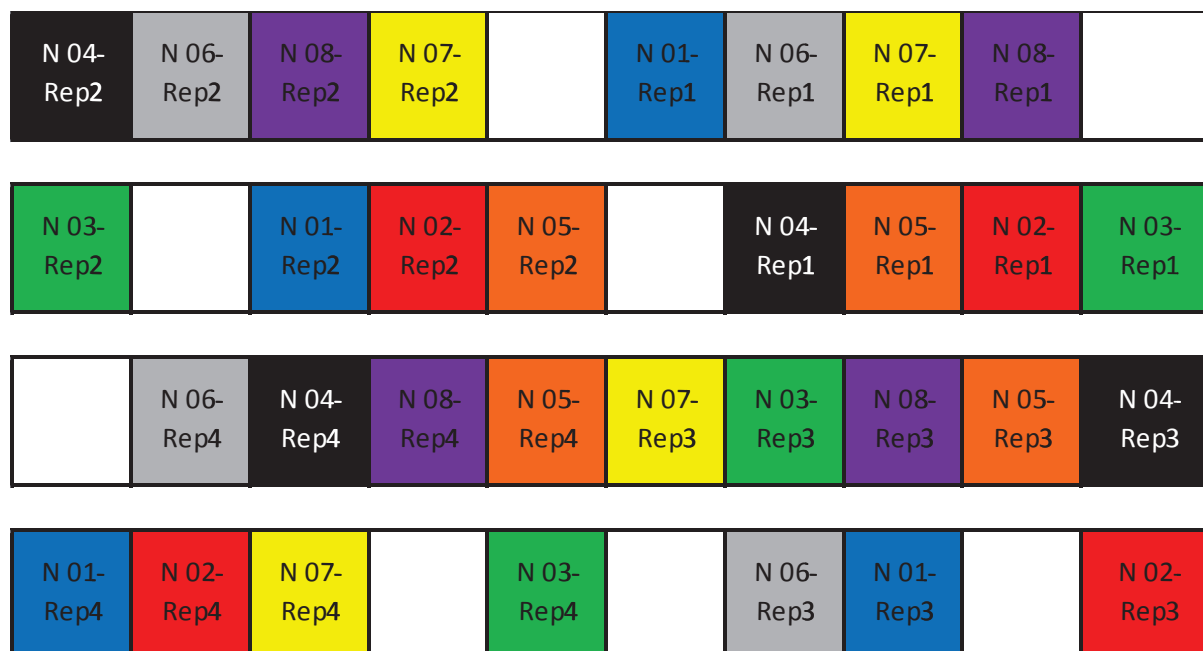 N 04-
Rep2
N 06-
Rep2
N 08-
Rep2
N 07-
Rep2
N 01-
Rep1
N 06-
Rep1
N 07-
Rep1
N 08-
Rep1
N 03-
Rep2
N 01-
Rep2
N 02-
Rep2
N 05-
Rep2
N 04-
Rep1
N 05-
Rep1
N 02-
Rep1
N 03-
Rep1
N 06-
Rep4
N 04-
Rep4
N 08-
Rep4
N 05-
Rep4
N 07-
Rep3
N 03-
Rep3
N 08-
Rep3
N 05-
Rep3
N 04-
Rep3
N 01-
Rep4
N 02-
Rep4
N 07-
Rep4
N 03-
Rep4
N 06-
Rep3
N 01-
Rep3
N 02-
Rep3